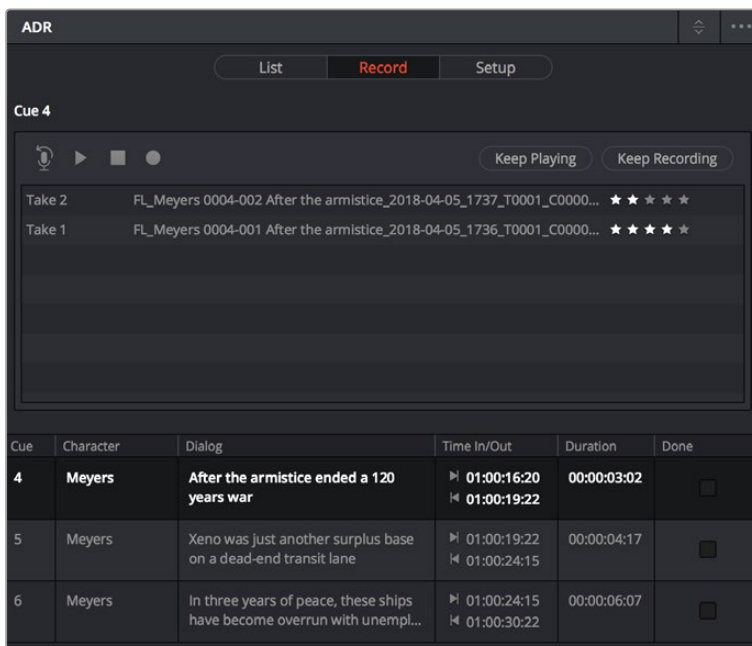 ADR
List Record Setup
Cue 4
Keep Playing Keep Recording
Take 2 FL_Meyers 0004-002 After the armistice_2018-04-05_1737_T0001_C0000...
Take 1 FL_Meyers 0004-001 After the armistice_2018-04-05_1736_T0001_C0000...
Cue Character Dialog Time In/Out Duration Done
4 Meyers After the armistice ended a 120 01:00:16:20 00:00:03:02
years war 01:00:19:22
5 Meyers Xeno was just another surplus base 01:00:19:22 00:00:04:17
on a dead-end transit lane 01:00:24:15
6 Meyers In three years of peace, these ships 01:00:24:15 00:00:06:07
have become overrun with unempl... 01:00:30:22